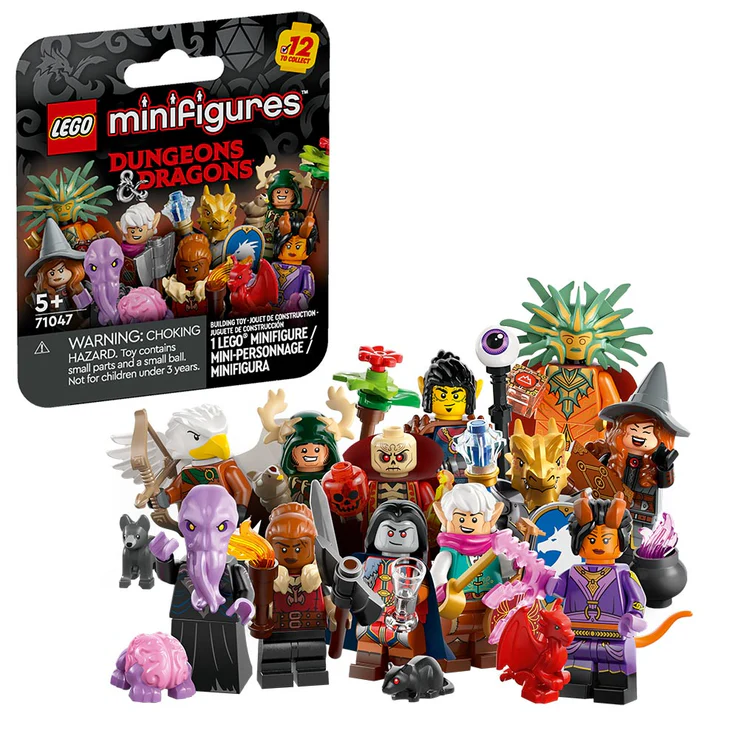 12
TO COLLECT
LEGO minifigures™
DUNGEONS
& DRAGONS
5+
71047
WARNING: CHOKING
HAZARD. Toy contains
small parts and a small ball.
Not for children under 3 years.
BUILDING TOY • JOUET DE CONSTRUCTION •
JUGUETE DE CONSTRUCCIÓN
1 LEGO® MINIFIGURE /
MINI-PERSONNAGE /
MINIFIGURA